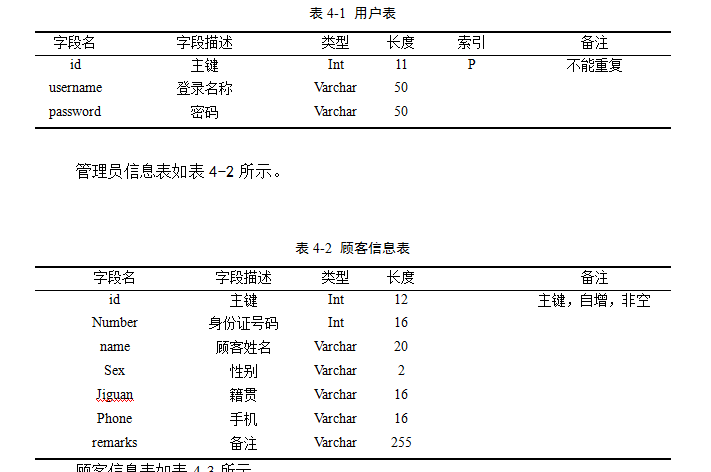 表 4-1 用户表
字段名 字段描述 类型 长度 索引 备注
id 主键 Int 11 P 不能重复
username 登录名称 Varchar 50
password 密码 Varchar 50
管理员信息表如表 4-2 所示。
表 4-2 顾客信息表
字段名 字段描述 类型 长度 备注
id 主键 Int 12 主键，自增，非空
Number 身份证号码 Int 16
name 顾客姓名 Varchar 20
Sex 性别 Varchar 2
Jiguan 籍贯 Varchar 16
Phone 手机 Varchar 16
remarks 备注 Varchar 255
顾客信息表如表 4-3 所示